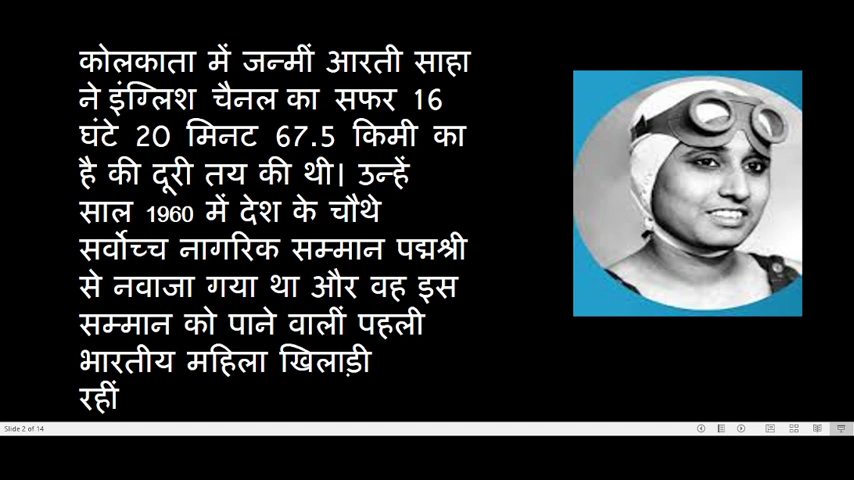 कोलकाता में जन्मीं आरती साहा
ने इंग्लिश चैनल का सफर 16
घंटे 20 मिनट 67.5 किमी का
है की दूरी तय की थी। उन्हें
साल 1960 में देश के चौथे
सर्वोच्च नागरिक सम्मान पद्मश्री
से नवाजा गया था और वह इस
सम्मान को पाने वालीं पहली
भारतीय महिला खिलाड़ी
रहीं
Slide 2 of 14